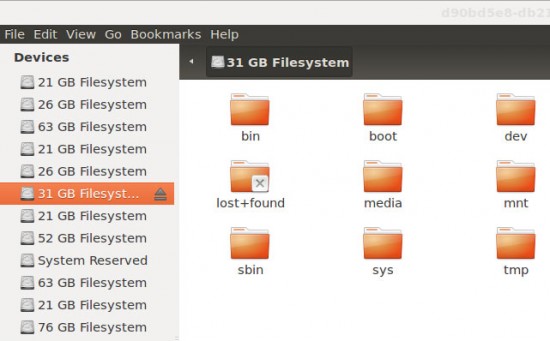 d90bd5e8-db21
File Edit View Go Bookmarks Help
Devices
21 GB Filesystem
26 GB Filesystem
63 GB Filesystem
21 GB Filesystem
26 GB Filesystem
31 GB Filesyst...
21 GB Filesystem
52 GB Filesystem
System Reserved
63 GB Filesystem
21 GB Filesystem
76 GB Filesystem
31 GB Filesystem
bin boot dev
lost+found media mnt
sbin sys tmp